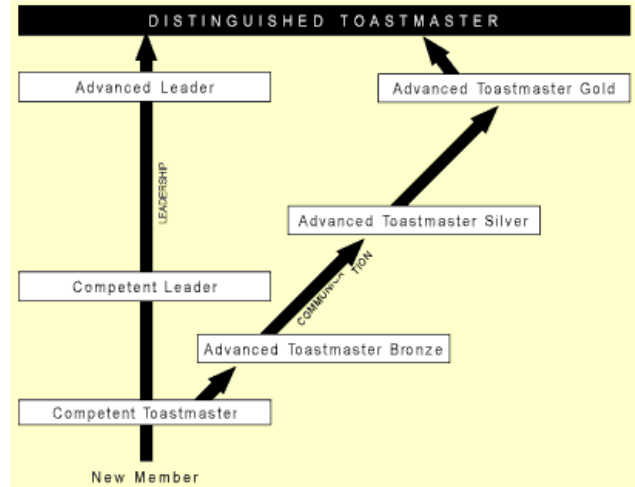 DISTINGUISHED TOASTMASTER
Advanced Leader
Advanced Toastmaster Gold
LEADERSHIP
Advanced Toastmaster Silver
Competent Leader
COMMUNICATION
Advanced Toastmaster Bronze
Competent Toastmaster
New Member